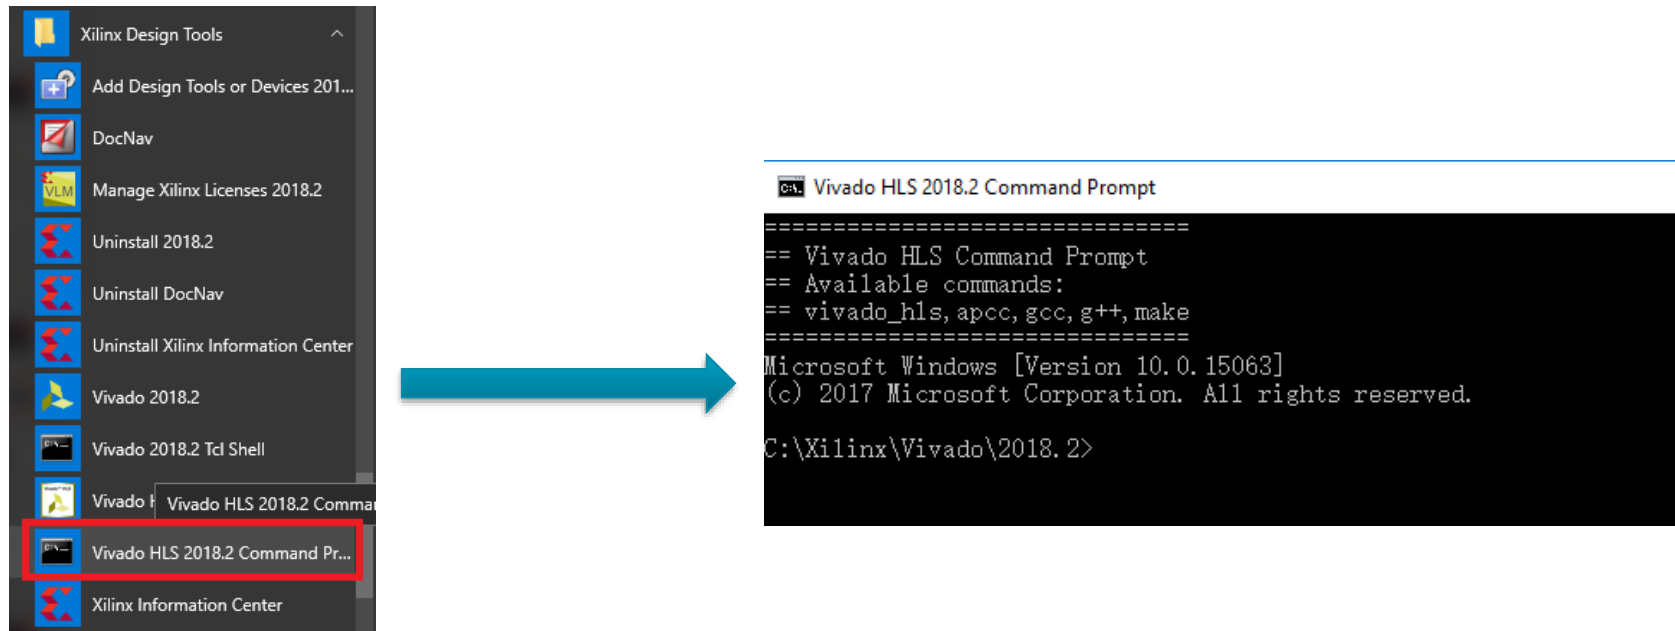 Xilinx Design Tools
Add Design Tools or Devices 201...
DocNav
VLM
Manage Xilinx Licenses 2018.2
Uninstall 2018.2
Uninstall DocNav
Uninstall Xilinx Information Center
Vivado 2018.2
Vivado 2018.2 Tcl Shell
Vivado H
Vivado HLS 2018.2 Comma
Vivado HLS 2018.2 Command Pr...
Xilinx Information Center
Vivado HLS 2018.2 Command Prompt
===============================
== Vivado HLS Command Prompt
== Available commands:
== vivado_hls,apcc,gcc,g++,make
===============================
Microsoft Windows [Version 10.0.15063]
(c) 2017 Microsoft Corporation. All rights reserved.
C:\Xilinx\Vivado\2018.2>